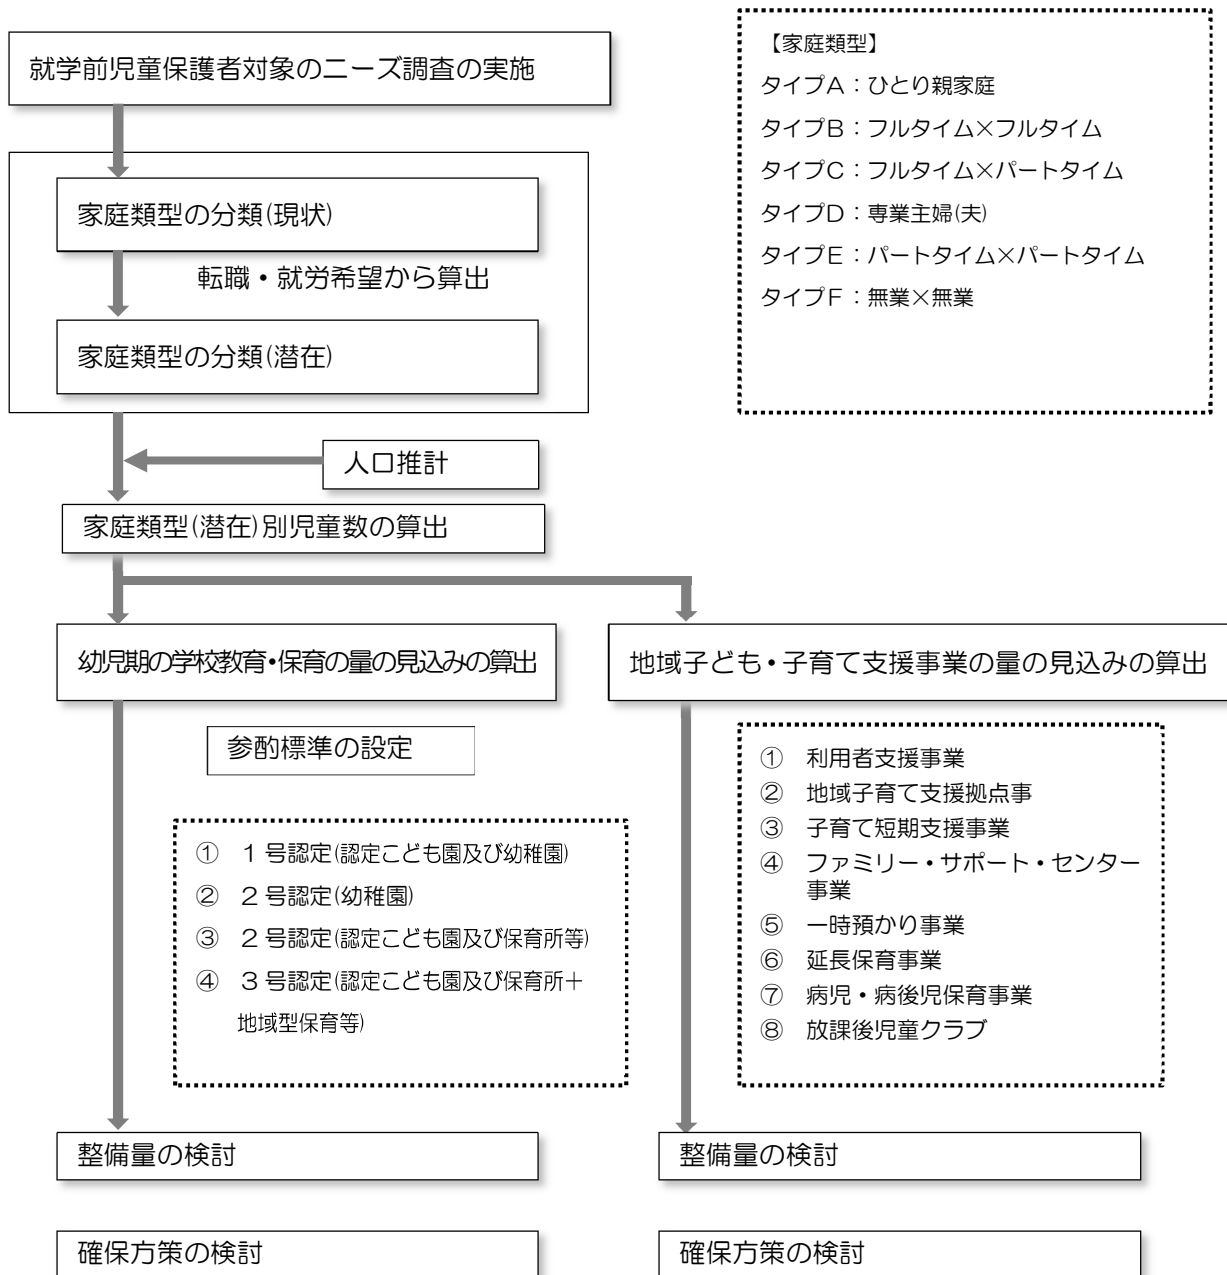 就学前児童保護者対象のニーズ調査の実施
家庭類型の分類(現状)
転職・就労希望から算出
家庭類型の分類(潜在)
【家庭類型】
タイプA：ひとり親家庭
タイプB：フルタイム×フルタイム
タイプC：フルタイム×パートタイム
タイプD：専業主婦(夫)
タイプE：パートタイム×パートタイム
タイプF：無業×無業
人口推計
家庭類型(潜在)別児童数の算出
幼児期の学校教育・保育の量の見込みの算出
参酌標準の設定
① 1号認定(認定こども園及び幼稚園)
② 2号認定(幼稚園)
③ 2号認定(認定こども園及び保育所等)
④ 3号認定(認定こども園及び保育所＋
地域型保育等)
整備量の検討
確保方策の検討
地域子ども・子育て支援事業の量の見込みの算出
① 利用者支援事業
② 地域子育て支援拠点事
③ 子育て短期支援事業
④ ファミリー・サポート・センター
事業
⑤ 一時預かり事業
⑥ 延長保育事業
⑦ 病児・病後児保育事業
⑧ 放課後児童クラブ
整備量の検討
確保方策の検討